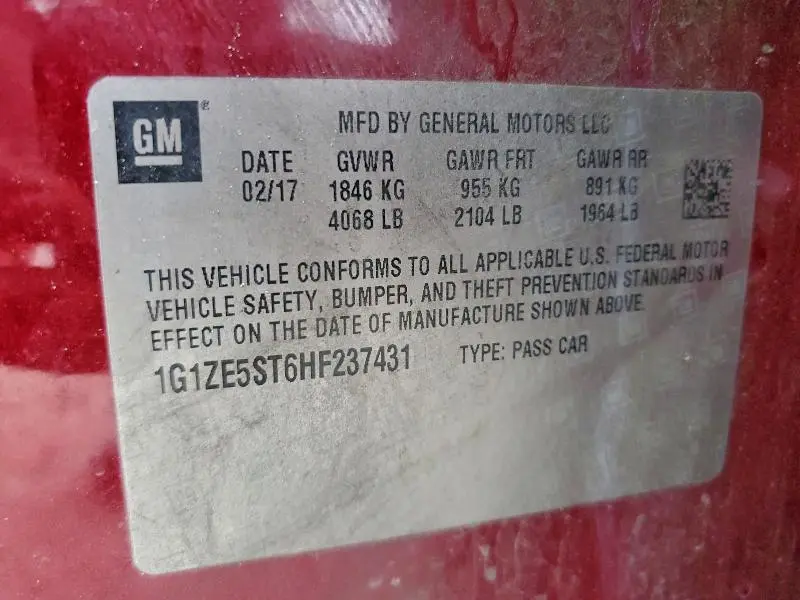 GM®
MFD BY GENERAL MOTORS LLC
DATE GVWR GAWR FRT GAWR RR
02/17 1846 KG 955 KG 891 KG
4068 LB 2104 LB 1964 LB
THIS VEHICLE CONFORMS TO ALL APPLICABLE U.S. FEDERAL MOTOR
VEHICLE SAFETY, BUMPER, AND THEFT PREVENTION STANDARDS IN
EFFECT ON THE DATE OF MANUFACTURE SHOWN ABOVE.
1G1ZE5ST6HF237431 TYPE: PASS CAR